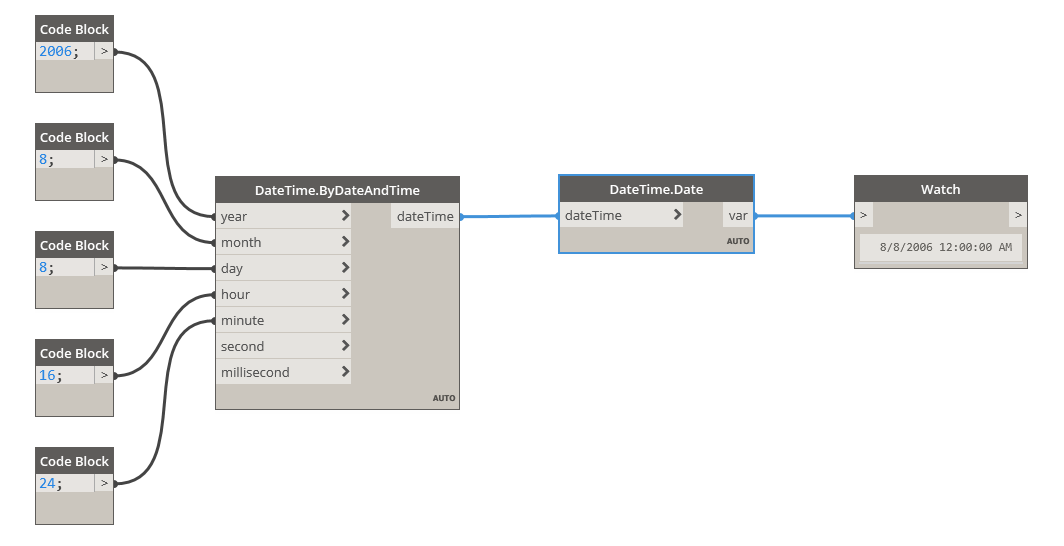 Code Block
2006; >
Code Block
8; >
Code Block
8; >
Code Block
16; >
Code Block
24; >
DateTime.ByDateAndTime
year > dateTime
month >
day >
hour >
minute >
second >
millisecond >
AUTO
DateTime.Date
dateTime > var
AUTO
Watch
> >
8/8/2006 12:00:00 AM